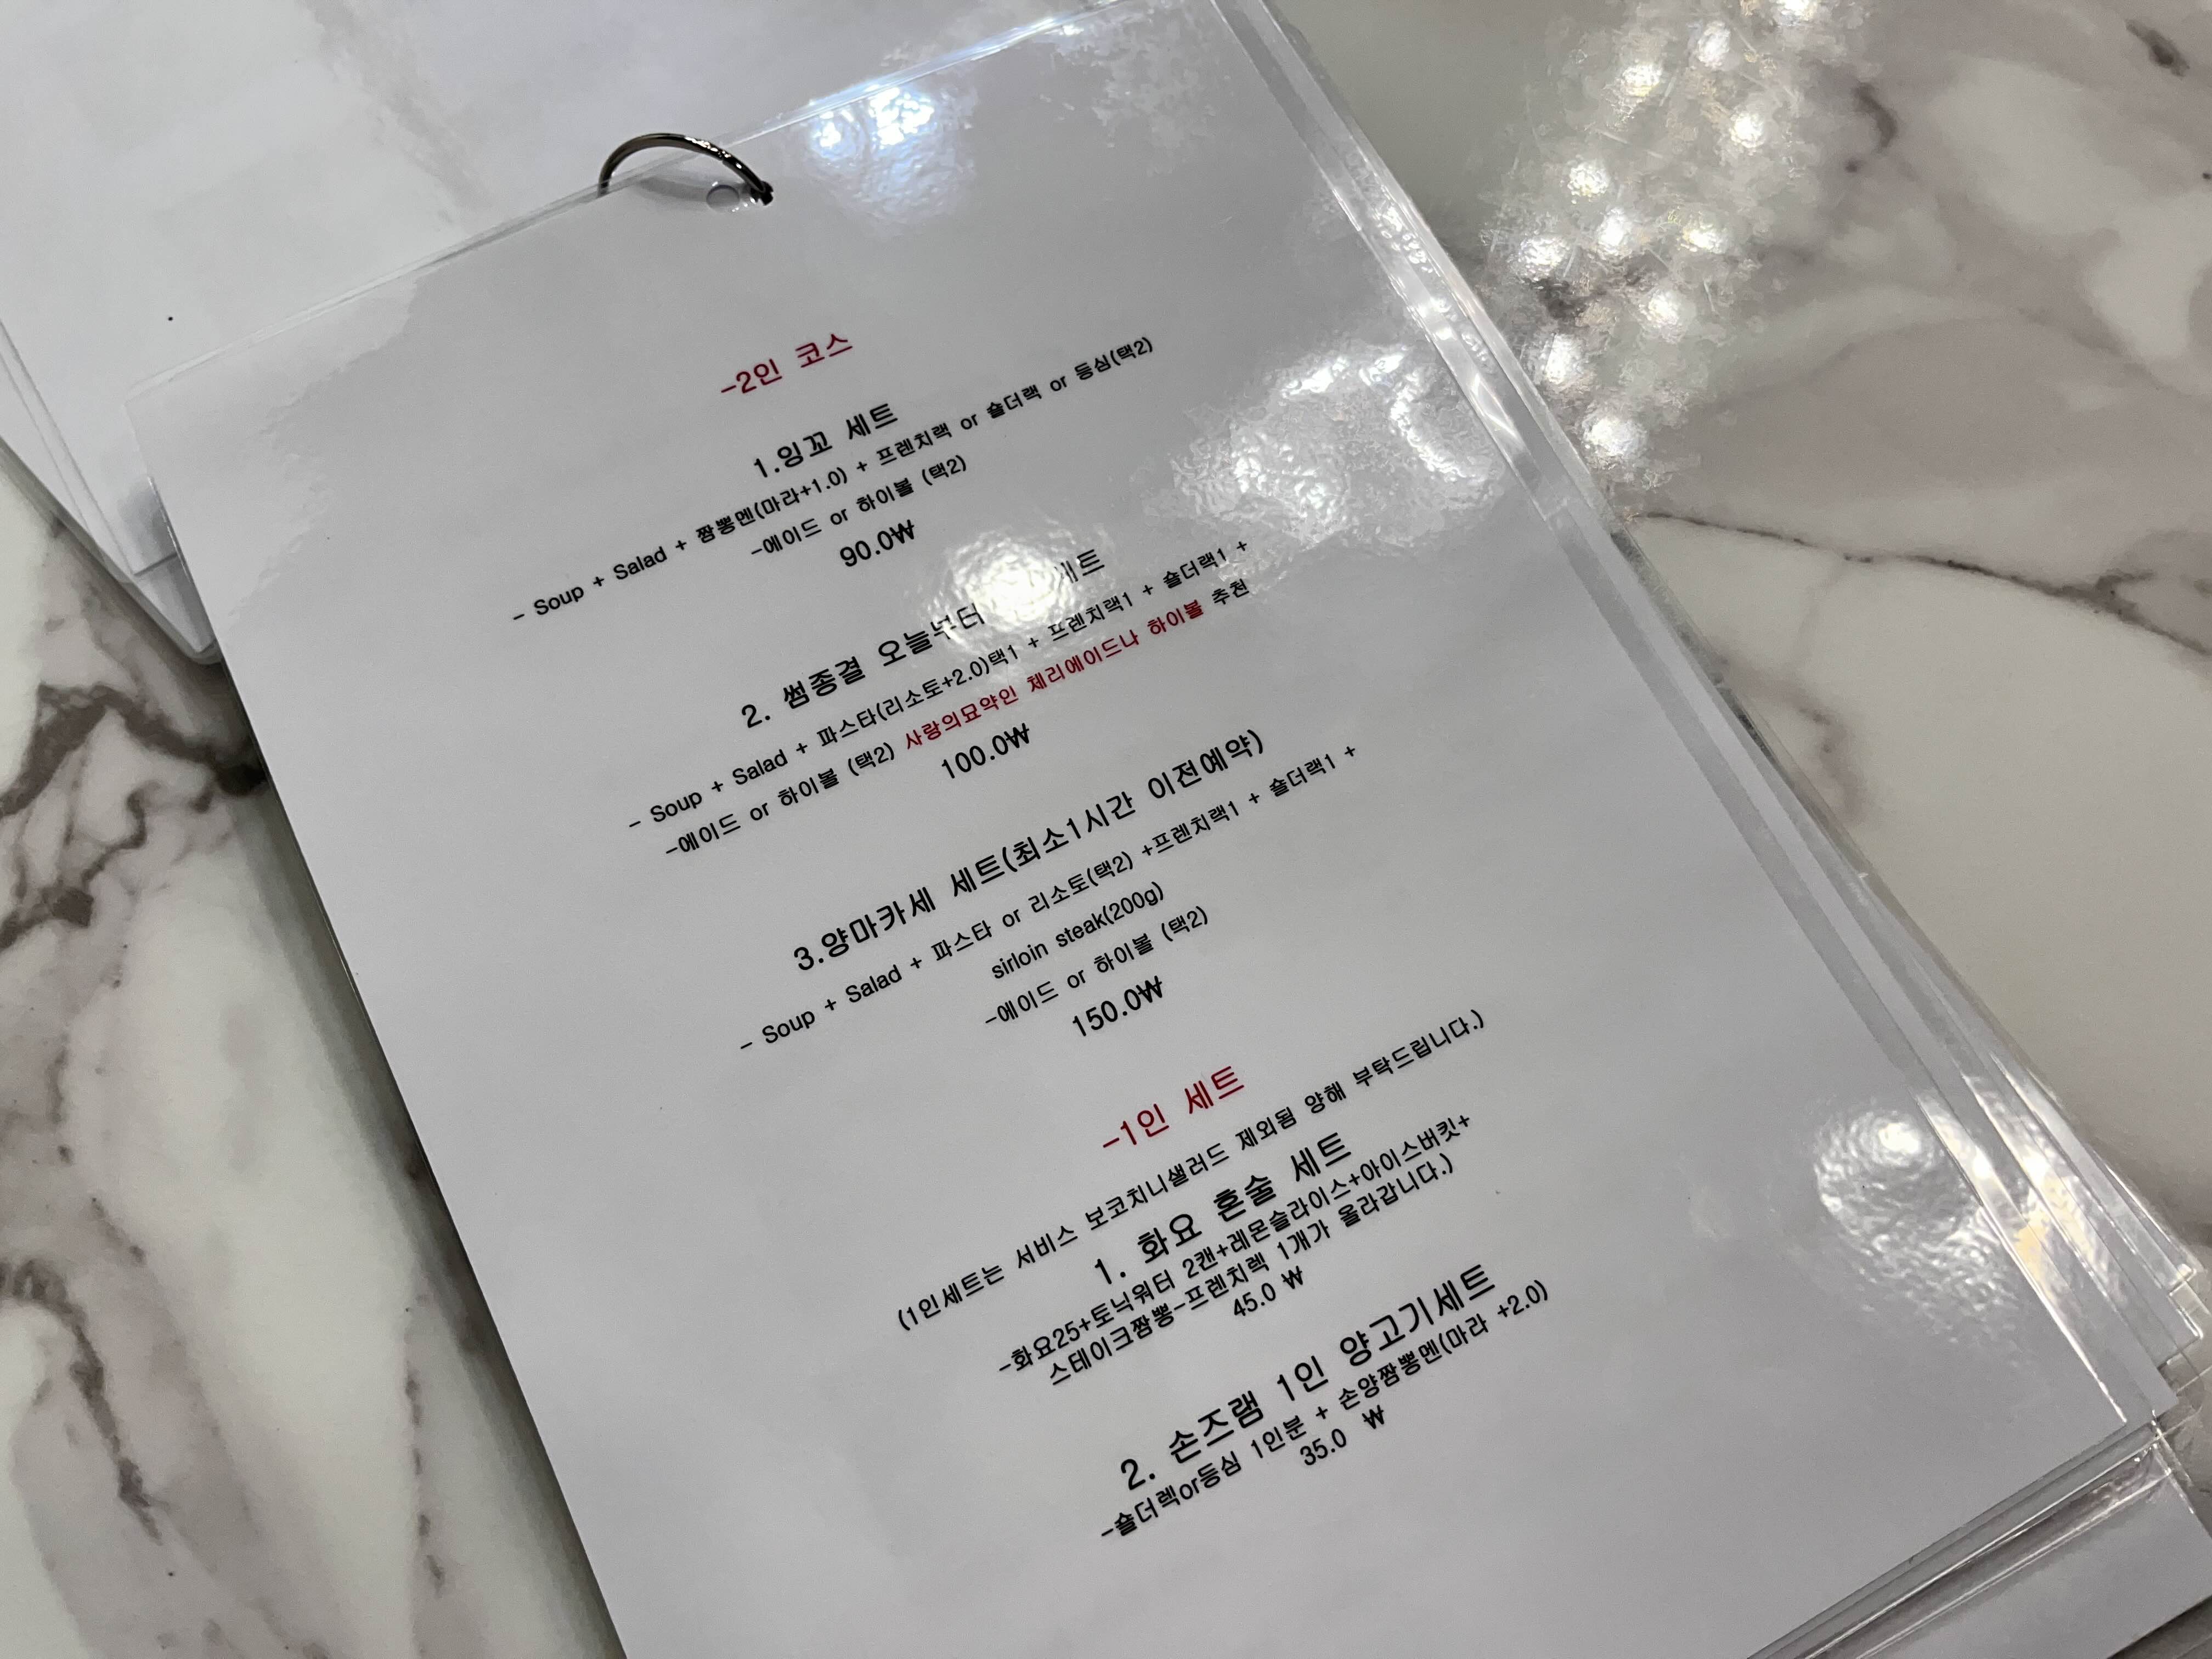 -2인 코스
1.잉꼬 세트
- Soup + Salad + 짬뽕멘(마라+1.0) + 프렌치랙 or 숄더랙 or 등심(택2)
-에이드 or 하이볼 (택2)
90.0₩
2. 썸종결 오늘부터 세트
- Soup + Salad + 파스타(리소토+2.0)택1 + 프렌치랙1 + 숄더랙1 +
-에이드 or 하이볼 (택2) 사랑의묘약인 체리에이드나 하이볼 추천
100.0₩
3.양마카세 세트(최소1시간 이전예약)
- Soup + Salad + 파스타 or 리소토(택2) +프렌치랙1 + 숄더랙1 +
sirloin steak(200g)
-에이드 or 하이볼 (택2)
150.0₩
-1인 세트
(1인세트는 서비스 보코치니샐러드 제외됨 양해 부탁드립니다.)
1. 화요 혼술 세트
-화요25+토닉워터 2캔+레몬슬라이스+아이스버킷+
스테이크짬뽕-프렌치렉 1개가 올라갑니다.)
45.0 ₩
2. 손즈램 1인 양고기세트
-숄더렉or등심 1인분 + 손양짬뽕멘(마라 +2.0)
35.0 ₩